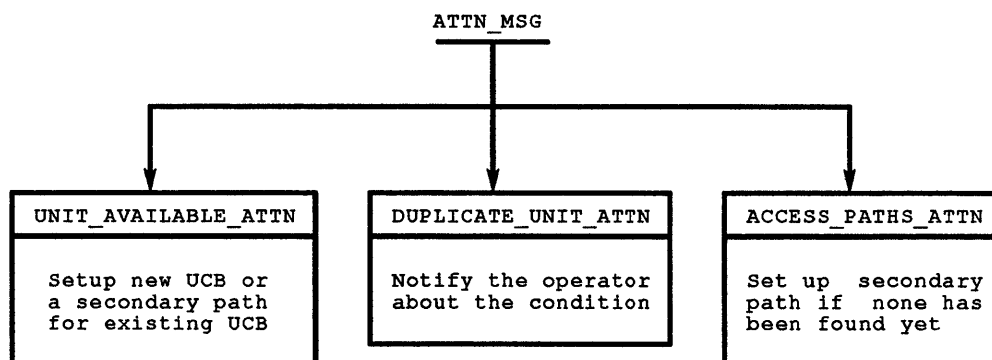 ATTN_MSG
UNIT_AVAILABLE_ATTN
Setup new UCB or
a secondary path
for existing UCB
DUPLICATE_UNIT_ATTN
Notify the operator
about the condition
ACCESS_PATHS_ATTN
Set up secondary
path if none has
been found yet